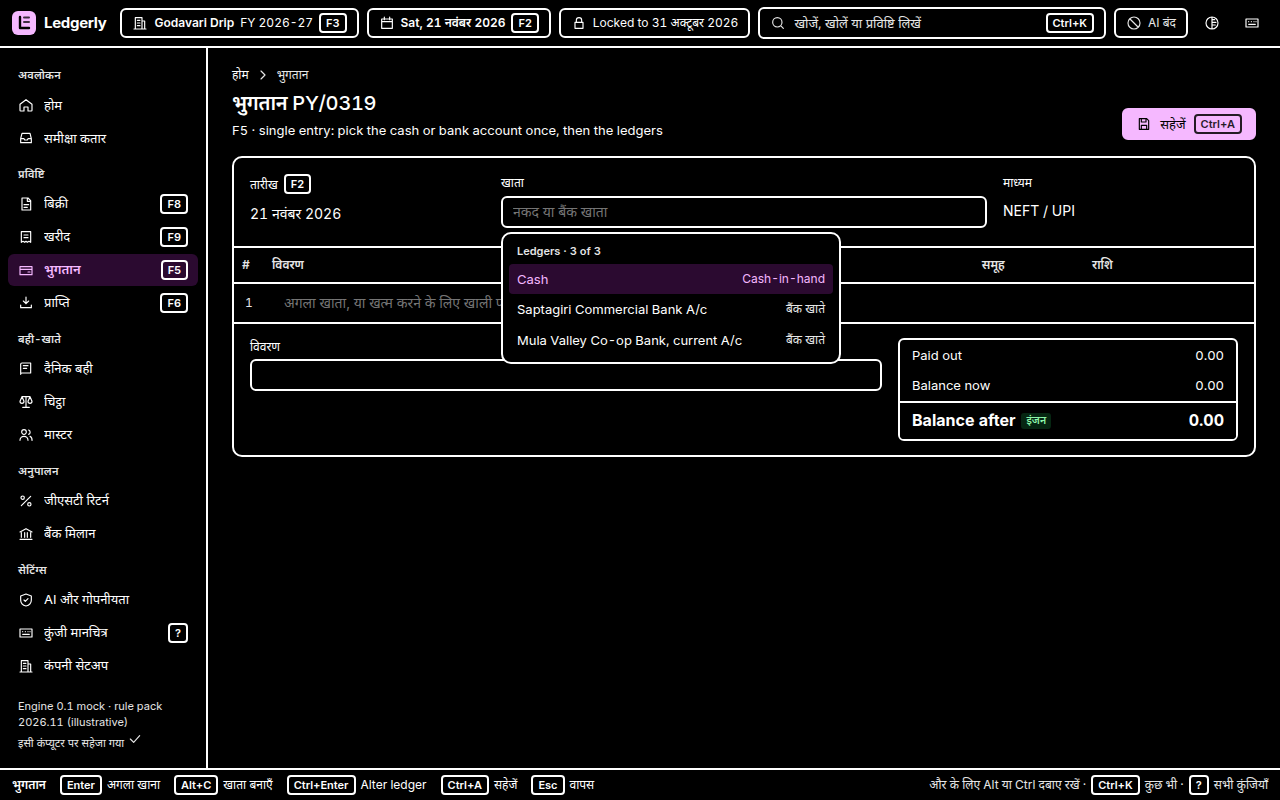 Ledgerly
Godavari Drip FY 2026-27 F3
Sat, 21 नवंबर 2026 F2
Locked to 31 अक्टूबर 2026
खोजें, खोलें या प्रविष्टि लिखें Ctrl+K
AI बंद
अवलोकन
होम
समीक्षा कतार
प्रविष्टि
बिक्री F8
खरीद F9
भुगतान F5
प्राप्ति F6
बही-खाते
दैनिक बही
चिट्ठा
मास्टर
अनुपालन
जीएसटी रिटर्न
बैंक मिलान
सेटिंग्स
AI और गोपनीयता
कुंजी मानचित्र ?
कंपनी सेटअप
Engine 0.1 mock · rule pack
2026.11 (illustrative)
इसी कंप्यूटर पर सहेजा गया
होम > भुगतान
भुगतान PY/0319
F5 · single entry: pick the cash or bank account once, then the ledgers
सहेजें Ctrl+A
तारीख F2
21 नवंबर 2026
खाता
नकद या बैंक खाता
माध्यम
NEFT / UPI
# विवरण समूह राशि
1 अगला खाता, या खत्म करने के लिए खाली
Ledgers · 3 of 3
Cash Cash-in-hand
Saptagiri Commercial Bank A/c बैंक खाते
Mula Valley Co-op Bank, current A/c बैंक खाते
विवरण
Paid out 0.00
Balance now 0.00
Balance after इंजन 0.00
भुगतान Enter अगला खाना Alt+C खाता बनाएँ Ctrl+Enter Alter ledger Ctrl+A सहेजें Esc वापस
और के लिए Alt या Ctrl दबाए रखें · Ctrl+K कुछ भी · ? सभी कुंजियाँ